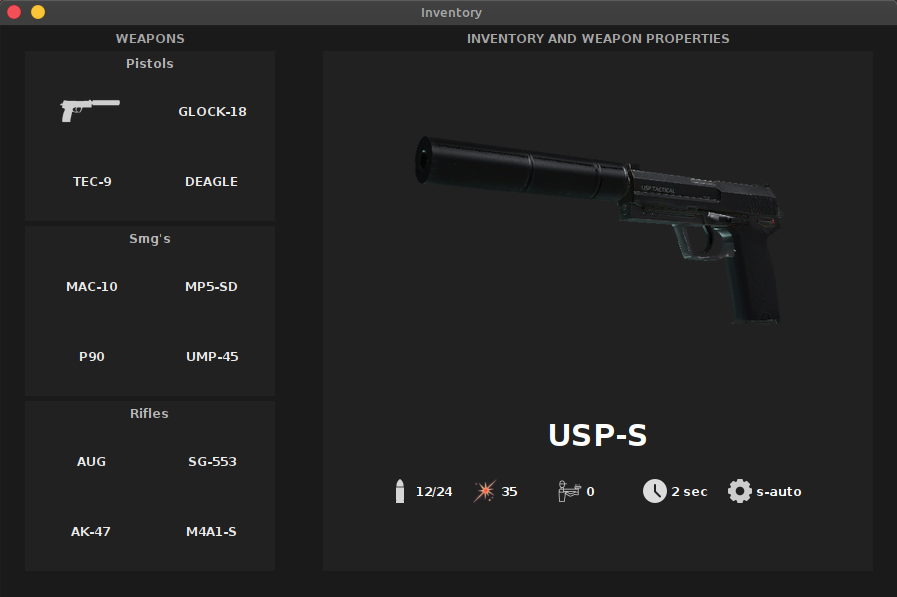 Inventory
WEAPONS
Pistols
GLOCK-18
TEC-9 DEAGLE
Smg's
MAC-10 MP5-SD
P90 UMP-45
Rifles
AUG SG-553
AK-47 M4A1-S
INVENTORY AND WEAPON PROPERTIES
USP TACTICAL
USP-S
12/24 35 0 2 sec s-auto